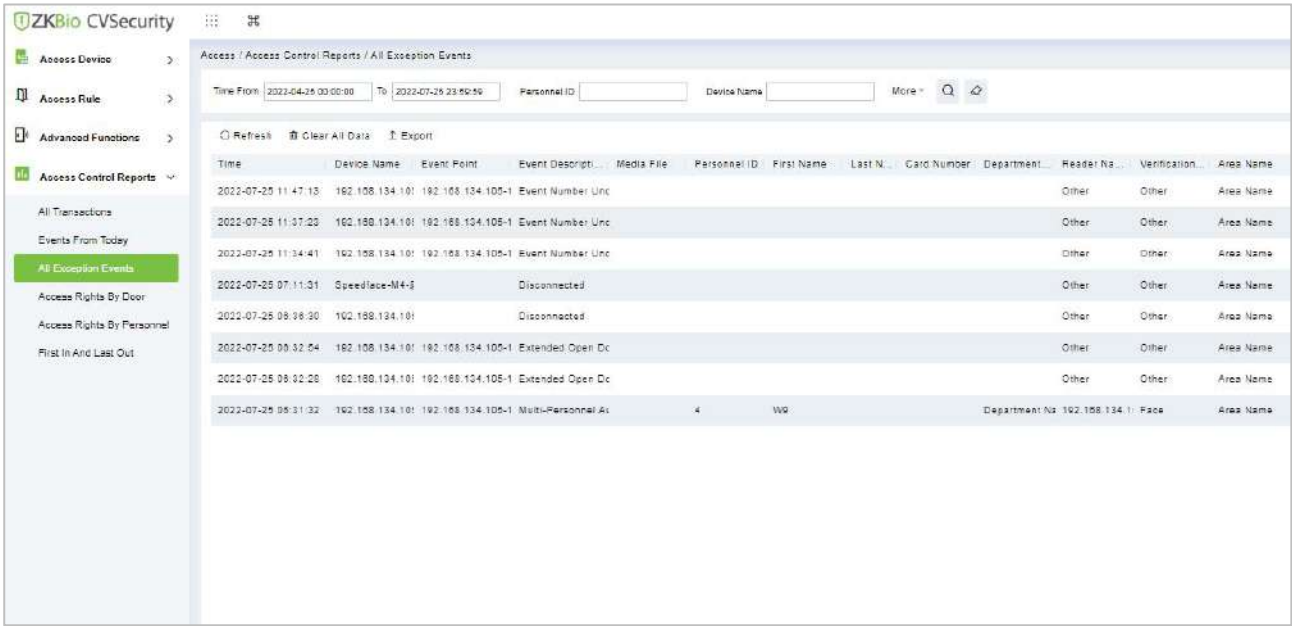 ZKBio CVSecurity
Access Device
Access Rule
Advanced Functions
Access Control Reports
All Transactions
Events From Today
All Exception Events
Access Rights By Door
Access Rights By Personnel
First In And Last Out
Access / Access Control Reports / All Exception Events
Time From 2022-04-25 00:00:00 To 2022-07-25 23:59:59 Personnel ID Device Name More
Refresh Clear All Data Export
Time Device Name Event Point Event Descripti... Media File Personnel ID First Name Last N... Card Number Department... Reader Na... Verification... Area Name
2022-07-25 11:47:13 192.168.134.10 192.168.134.105-1 Event Number Unc Other Other Area Name
2022-07-25 11:37:23 192.168.134.10 192.168.134.105-1 Event Number Unc Other Other Area Name
2022-07-25 11:34:41 192.168.134.10 192.168.134.105-1 Event Number Unc Other Other Area Name
2022-07-25 07:11:31 Speedface-M4- Disconnected Other Other Area Name
2022-07-25 06:36:30 192.168.134.10 Disconnected Other Other Area Name
2022-07-25 06:32:54 192.168.134.10 192.168.134.105-1 Extended Open Dc Other Other Area Name
2022-07-25 06:32:28 192.168.134.10 192.168.134.105-1 Extended Open Dc Other Other Area Name
2022-07-25 06:31:32 192.168.134.10 192.168.134.105-1 Multi-Personnel Au 4 Department Na 192.168.134.1 Face Area Name